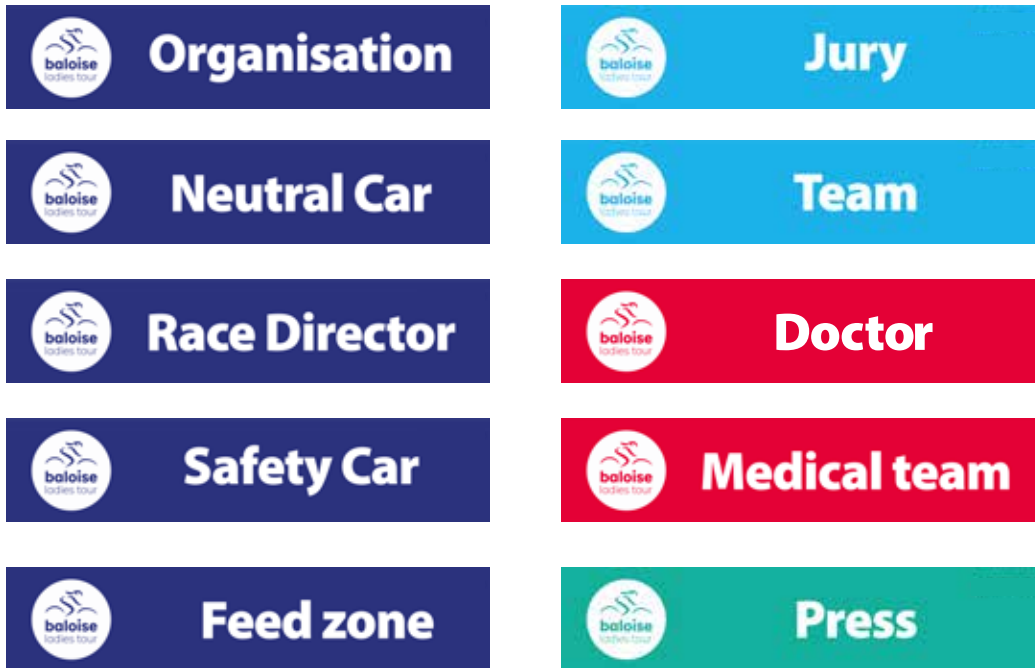 baloise
ladies tour
Organisation
baloise
ladies tour
Jury
baloise
ladies tour
Neutral Car
baloise
ladies tour
Team
baloise
ladies tour
Race Director
baloise
ladies tour
Doctor
baloise
ladies tour
Safety Car
baloise
ladies tour
Medical team
baloise
ladies tour
Feed zone
baloise
ladies tour
Press